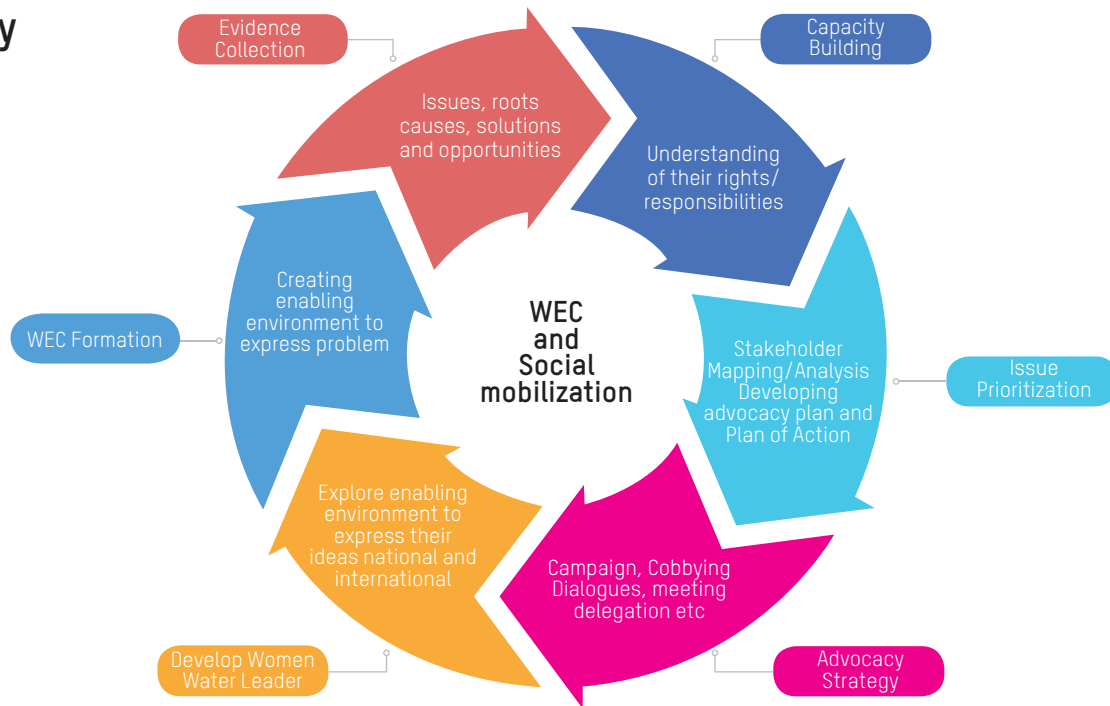 y
Evidence
Collection
Capacity
Building
Issues, roots
causes, solutions
and opportunities
Understanding
of their rights/
responsibilities
Creating
enabling
environment to
express problem
WEC Formation
WEC
and
Social
mobilization
Stakeholder
Mapping/Analysis
Developing
advocacy plan and
Plan of Action
Issue
Prioritization
Explore enabling
environment to
express their
ideas national and
international
Campaign, Cobbying
Dialogues, meeting
delegation etc
Develop Women
Water Leader
Advocacy
Strategy